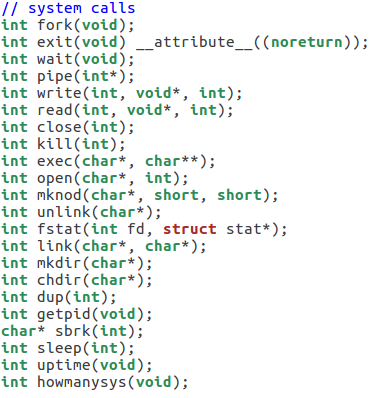 // system calls
int fork(void);
int exit(void) __attribute__((noreturn));
int wait(void);
int pipe(int*);
int write(int, void*, int);
int read(int, void*, int);
int close(int);
int kill(int);
int exec(char*, char**);
int open(char*, int);
int mknod(char*, short, short);
int unlink(char*);
int fstat(int fd, struct stat*);
int link(char*, char*);
int mkdir(char*);
int chdir(char*);
int dup(int);
int getpid(void);
char* sbrk(int);
int sleep(int);
int uptime(void);
int howmanysys(void);